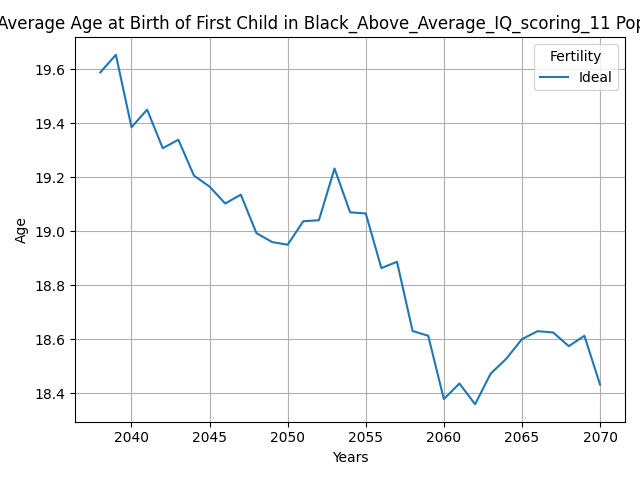 Average Age at Birth of First Child in Black_Above_Average_IQ_scoring_11 Pop
Fertility
Ideal
19.6
19.4
19.2
19.0
18.8
18.6
18.4
Age
2040 2045 2050 2055 2060 2065 2070
Years